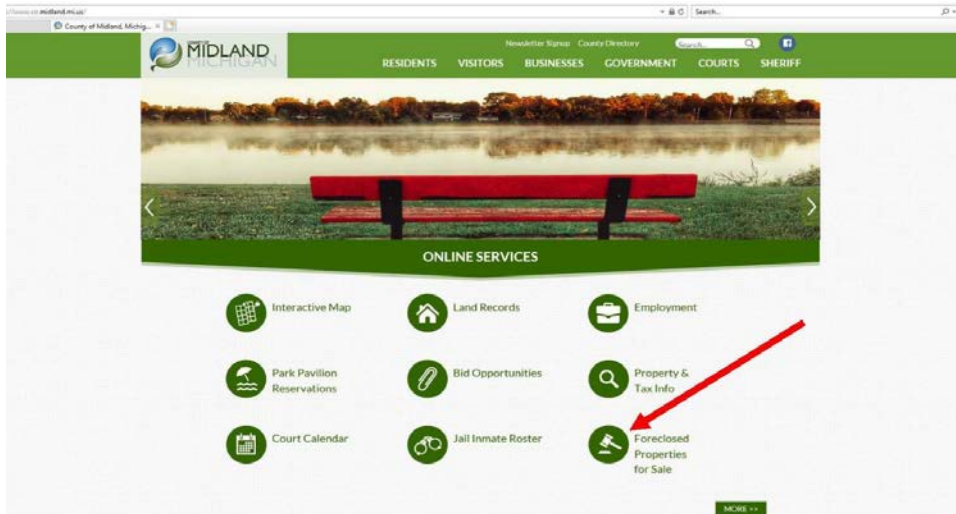 midland.mi.us/
Search...
County of Midland, Michig...
COUNTY OF
MIDLAND
MICHIGAN
Newsletter Signup County Directory Search...
RESIDENTS VISITORS BUSINESSES GOVERNMENT COURTS SHERIFF
ONLINE SERVICES
Interactive Map
Land Records
Employment
Park Pavilion
Reservations
Bid Opportunities
Property &
Tax Info
Court Calendar
Jail Inmate Roster
Foreclosed
Properties
for Sale
MORE >>